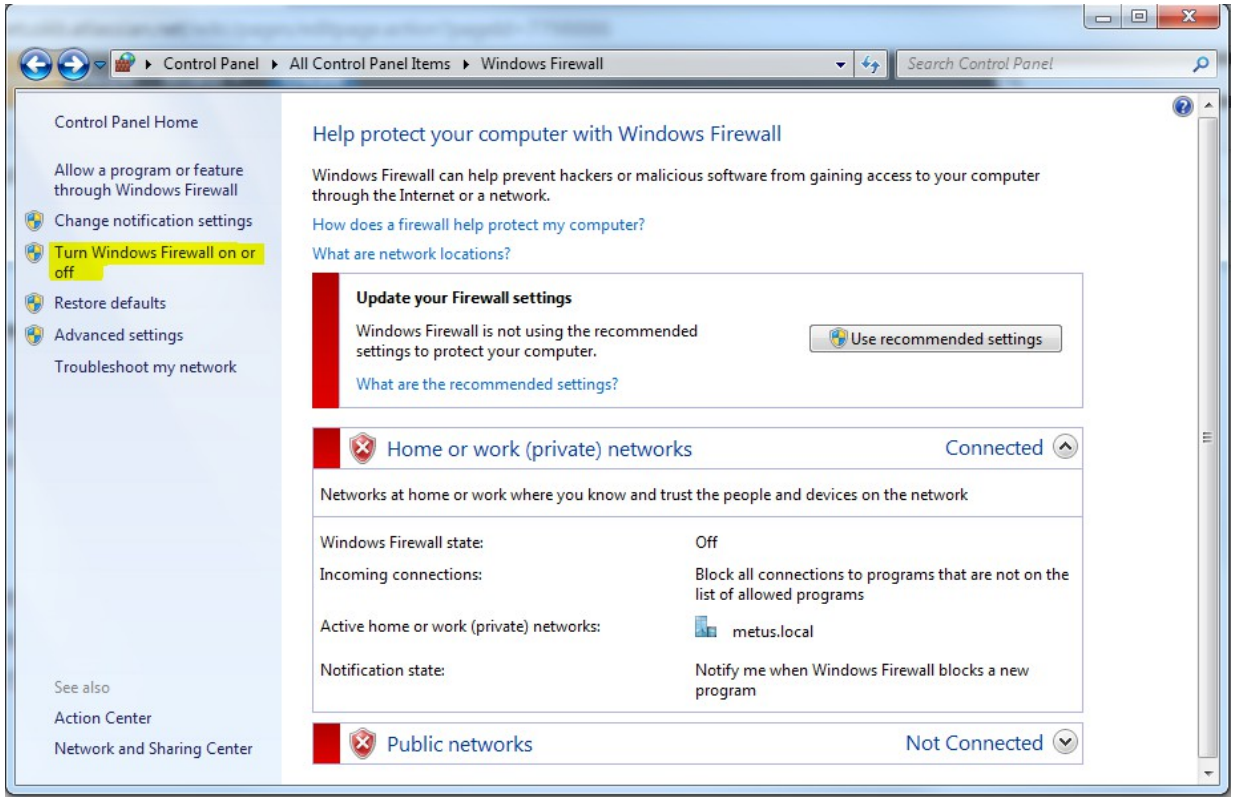 Control Panel ▸ All Control Panel Items ▸ Windows Firewall
Search Control Panel
Control Panel Home
Allow a program or feature
through Windows Firewall
Change notification settings
Turn Windows Firewall on or
off
Restore defaults
Advanced settings
Troubleshoot my network
See also
Action Center
Network and Sharing Center
Help protect your computer with Windows Firewall
Windows Firewall can help prevent hackers or malicious software from gaining access to your computer
through the Internet or a network.
How does a firewall help protect my computer?
What are network locations?
Update your Firewall settings
Windows Firewall is not using the recommended
settings to protect your computer.
Use recommended settings
What are the recommended settings?
Home or work (private) networks Connected
Networks at home or work where you know and trust the people and devices on the network
Windows Firewall state: Off
Incoming connections: Block all connections to programs that are not on the
list of allowed programs
Active home or work (private) networks: metus.local
Notification state: Notify me when Windows Firewall blocks a new
program
Public networks Not Connected